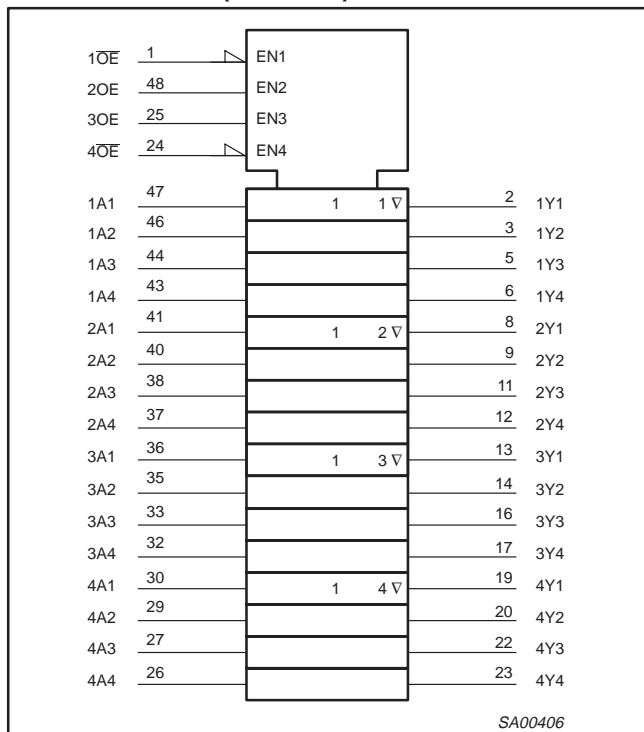 1O̅E̅ 1 EN1
2OE 48 EN2
3OE 25 EN3
4O̅E̅ 24 EN4
1A1 47 1 1 ∇ 2 1Y1
1A2 46 3 1Y2
1A3 44 5 1Y3
1A4 43 6 1Y4
2A1 41 1 2 ∇ 8 2Y1
2A2 40 9 2Y2
2A3 38 11 2Y3
2A4 37 12 2Y4
3A1 36 1 3 ∇ 13 3Y1
3A2 35 14 3Y2
3A3 33 16 3Y3
3A4 32 17 3Y4
4A1 30 1 4 ∇ 19 4Y1
4A2 29 20 4Y2
4A3 27 22 4Y3
4A4 26 23 4Y4
SA00406